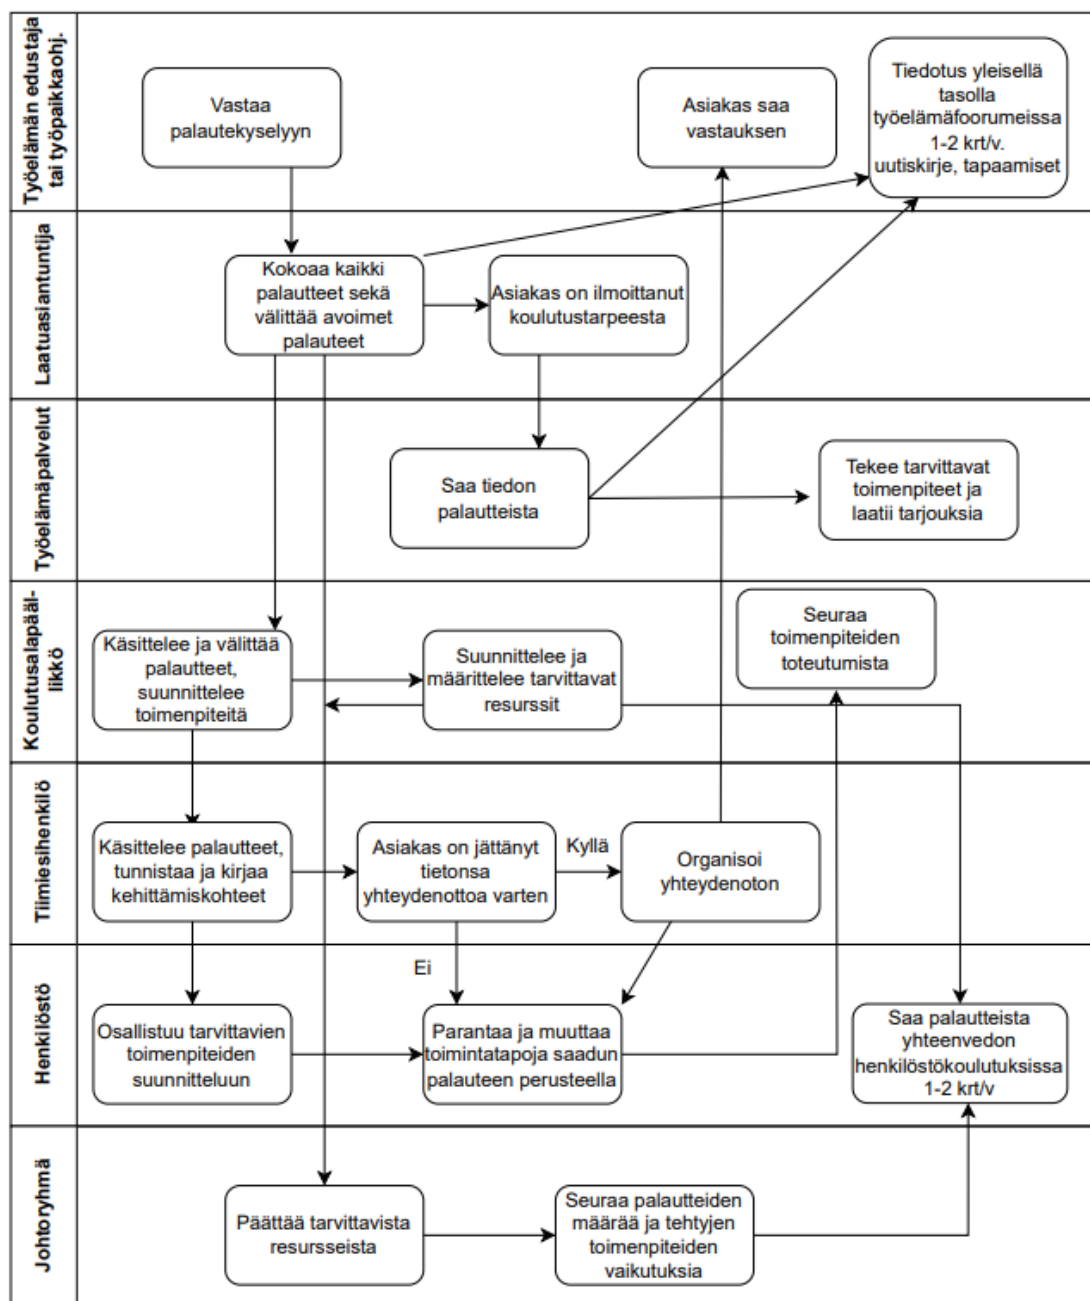 Työelämän edustaja
tai työpaikkaohj.
Vastaa
palautekyselyyn
Asiakas saa
vastauksen
Tiedotus yleisellä
tasolla
työelämäfoorumeissa
1-2 krt/v.
uutiskirje, tapaamiset
Laatuasiantuntija
Kokoaa kaikki
palautteet sekä
välittää avoimet
palauteet
Asiakas on ilmoittanut
koulutustarpeesta
Työelämäpalvelut
Saa tiedon
palautteista
Tekee tarvittavat
toimenpiteet ja
laatii tarjouksia
Koulutusalapääl-
likkö
Käsittelee ja välittää
palautteet,
suunnittelee
toimenpiteitä
Suunnittelee ja
määrittelee tarvittavat
resurssit
Seuraa
toimenpiteiden
toteutumista
Tiimiesihenkilö
Käsittelee palautteet,
tunnistaa ja kirjaa
kehittämiskohteet
Asiakas on jättänyt
tietonsa
yhteydenottoa varten
Kyllä
Organisoi
yhteydenoton
Ei
Henkilöstö
Osallistuu tarvittavien
toimenpiteiden
suunnitteluun
Parantaa ja muuttaa
toimintatapoja saadun
palauteen perusteella
Saa palautteista
yhteenvedon
henkilöstökoulutuksissa
1-2 krt/v
Johtoryhmä
Päättää tarvittavista
resursseista
Seuraa palautteiden
määrää ja tehtyjen
toimenpiteiden
vaikutuksia